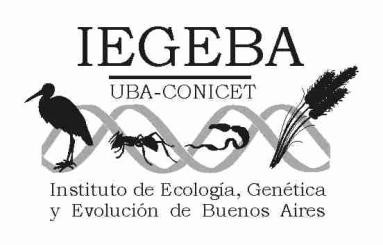 IEGEBA
UBA-CONICET
Instituto de Ecología, Genética
y Evolución de Buenos Aires